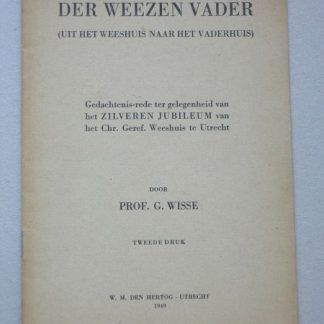 DER WEEZEN VADER
(UIT HET WEESHUIS NAAR HET VADERHUIS)
Gedachtenis-rede ter gelegenheid van
het ZILVEREN JUBILEUM van
het Chr. Geref. Weeshuis te Utrecht
DOOR
PROF. G. WISSE
TWEEDE DRUK
W. M. DEN HERTOG - UTRECHT
1949